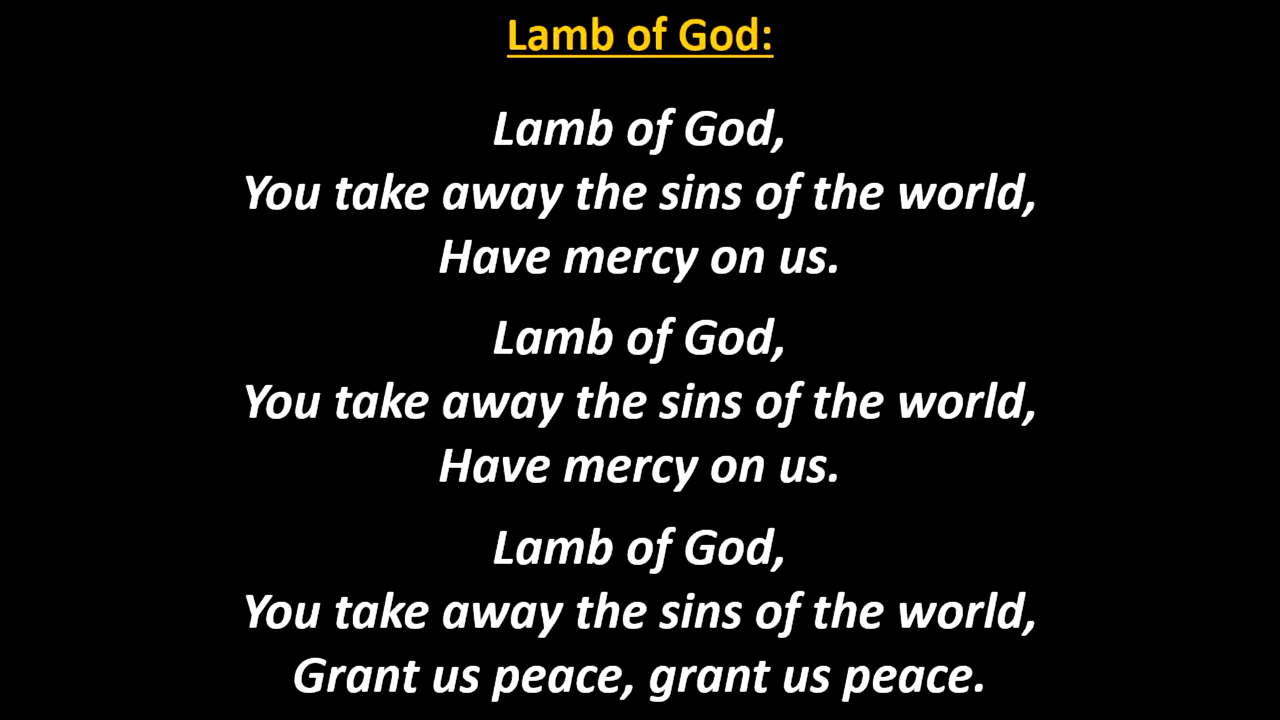 Lamb of God:
Lamb of God,
You take away the sins of the world,
Have mercy on us.
Lamb of God,
You take away the sins of the world,
Have mercy on us.
Lamb of God,
You take away the sins of the world,
Grant us peace, grant us peace.